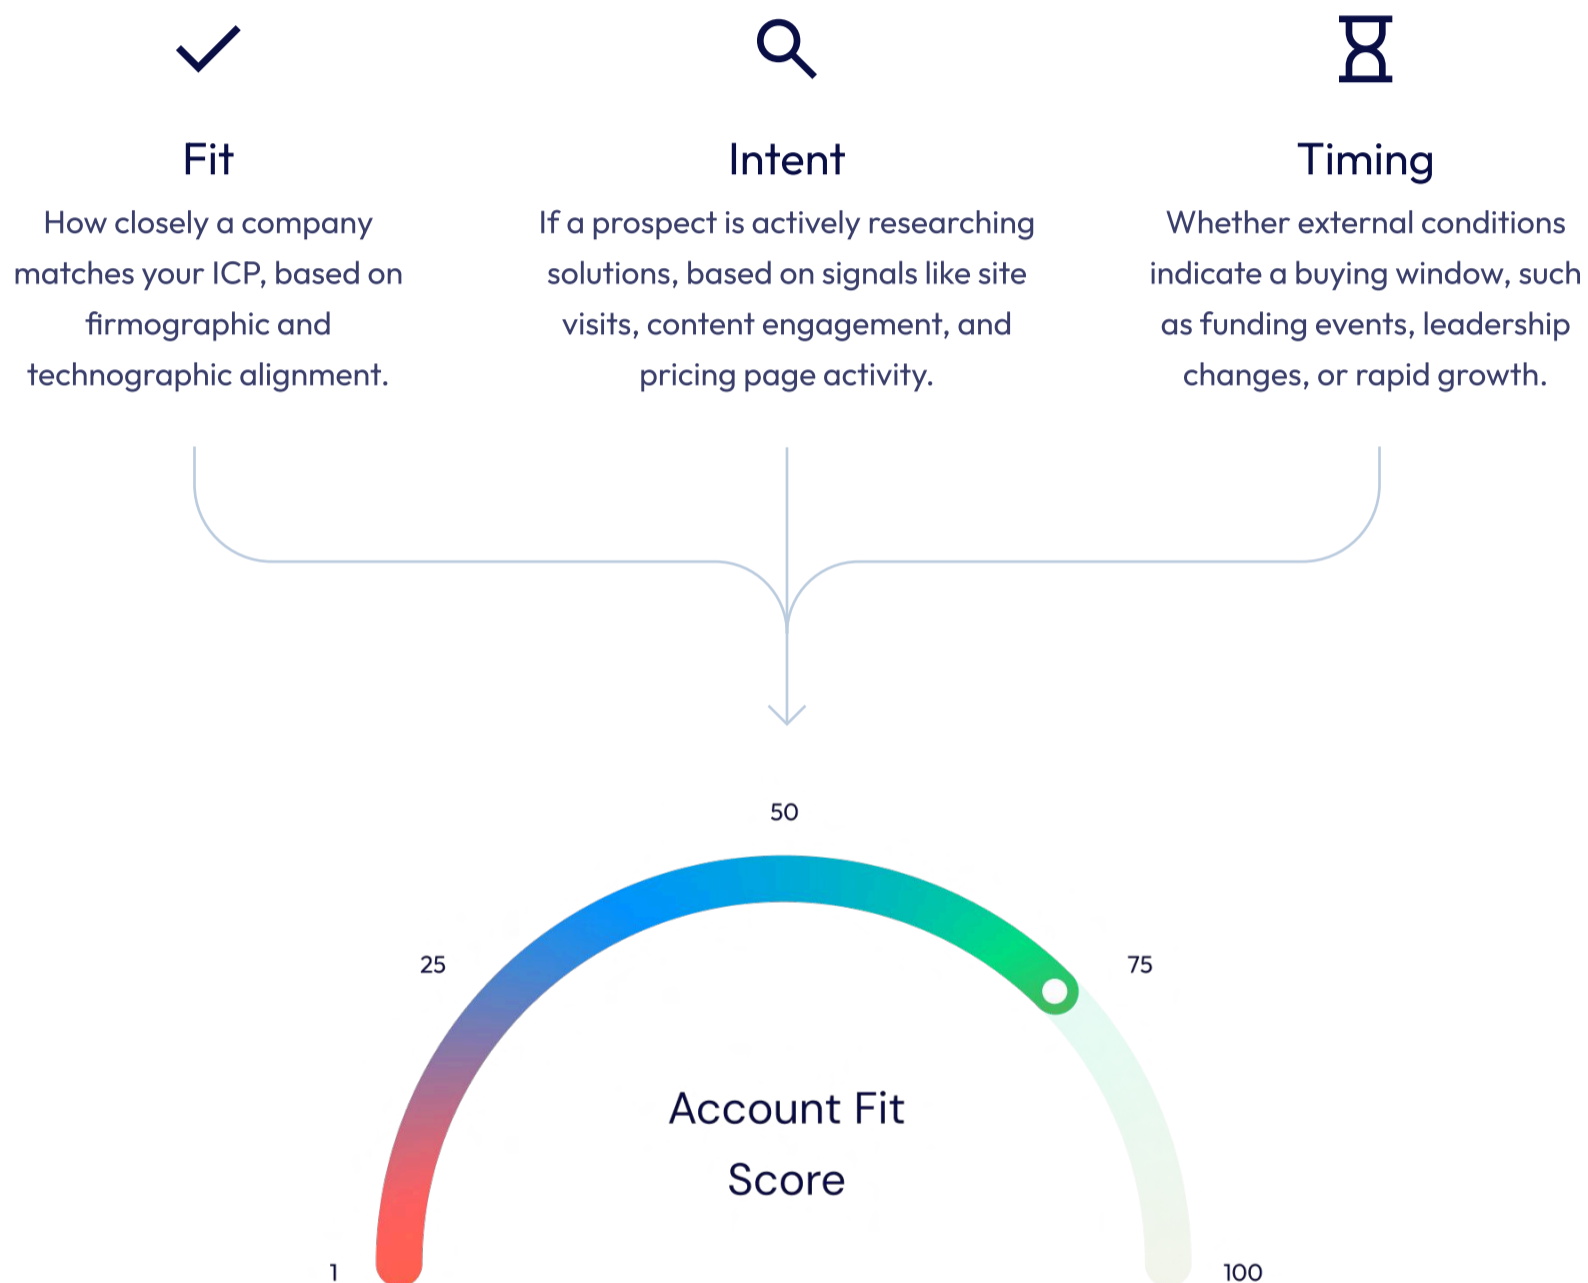 Fit
How closely a company
matches your ICP, based on
firmographic and
technographic alignment.
Intent
If a prospect is actively researching
solutions, based on signals like site
visits, content engagement, and
pricing page activity.
Timing
Whether external conditions
indicate a buying window, such
as funding events, leadership
changes, or rapid growth.
50
25
75
Account Fit
Score
1
100